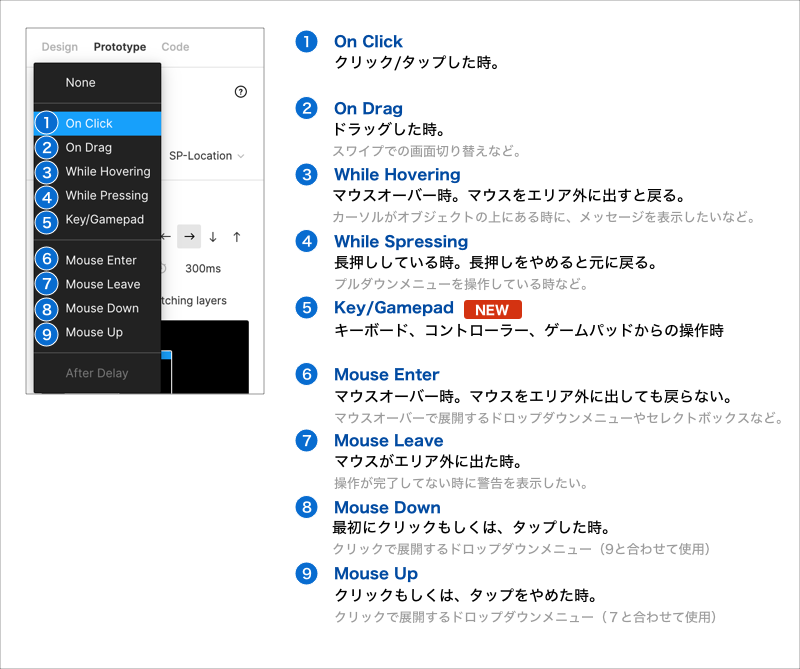 Design Prototype Code
None
1 On Click
2 On Drag
SP-Location
3 While Hovering
4 While Pressing
5 Key/Gamepad
← → ↓ ↑
6 Mouse Enter
300ms
7 Mouse Leave
8 Mouse Down
tching layers
9 Mouse Up
After Delay
1 On Click
クリック/タップした時。
2 On Drag
ドラッグした時。
スワイプでの画面切り替えなど。
3 While Hovering
マウスオーバー時。マウスをエリア外に出すと戻る。
カーソルがオブジェクトの上にある時に、メッセージを表示したいなど。
4 While Spressing
長押ししている時。長押しをやめると元に戻る。
プルダウンメニューを操作している時など。
5 Key/Gamepad NEW
キーボード、コントローラー、ゲームパッドからの操作時
6 Mouse Enter
マウスオーバー時。マウスをエリア外に出しても戻らない。
マウスオーバーで展開するドロップダウンメニューやセレクトボックスなど。
7 Mouse Leave
マウスがエリア外に出た時。
操作が完了してない時に警告を表示したい。
8 Mouse Down
最初にクリックもしくは、タップした時。
クリックで展開するドロップダウンメニュー（9と合わせて使用）
9 Mouse Up
クリックもしくは、タップをやめた時。
クリックで展開するドロップダウンメニュー（７と合わせて使用）